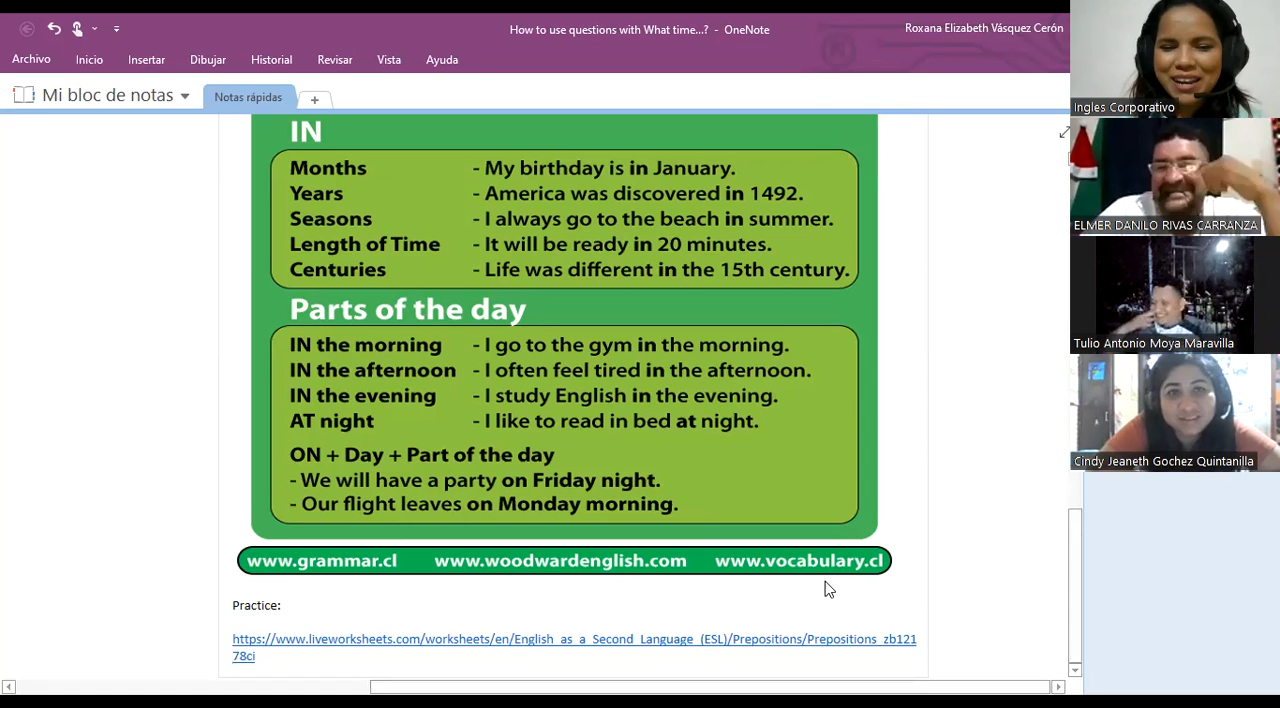 How to use questions with What time...? - OneNote
Roxana Elizabeth Vásquez Cerón
Archivo Inicio Insertar Dibujar Historial Revisar Vista Ayuda
Mi bloc de notas
Notas rápidas
IN
Months - My birthday is in January.
Years - America was discovered in 1492.
Seasons - I always go to the beach in summer.
Length of Time - It will be ready in 20 minutes.
Centuries - Life was different in the 15th century.
Parts of the day
IN the morning - I go to the gym in the morning.
IN the afternoon - I often feel tired in the afternoon.
IN the evening - I study English in the evening.
AT night - I like to read in bed at night.
ON + Day + Part of the day
- We will have a party on Friday night.
- Our flight leaves on Monday morning.
www.grammar.cl www.woodwardenglish.com www.vocabulary.cl
Practice:
https://www.liveworksheets.com/worksheets/en/English_as_a_Second_Language_(ESL)/Prepositions/Prepositions_zb121
78ci
Ingles Corporativo
ELMER DANILO RIVAS CARRANZA
Tulio Antonio Moya Maravilla
Cindy Jeaneth Gochez Quintanilla